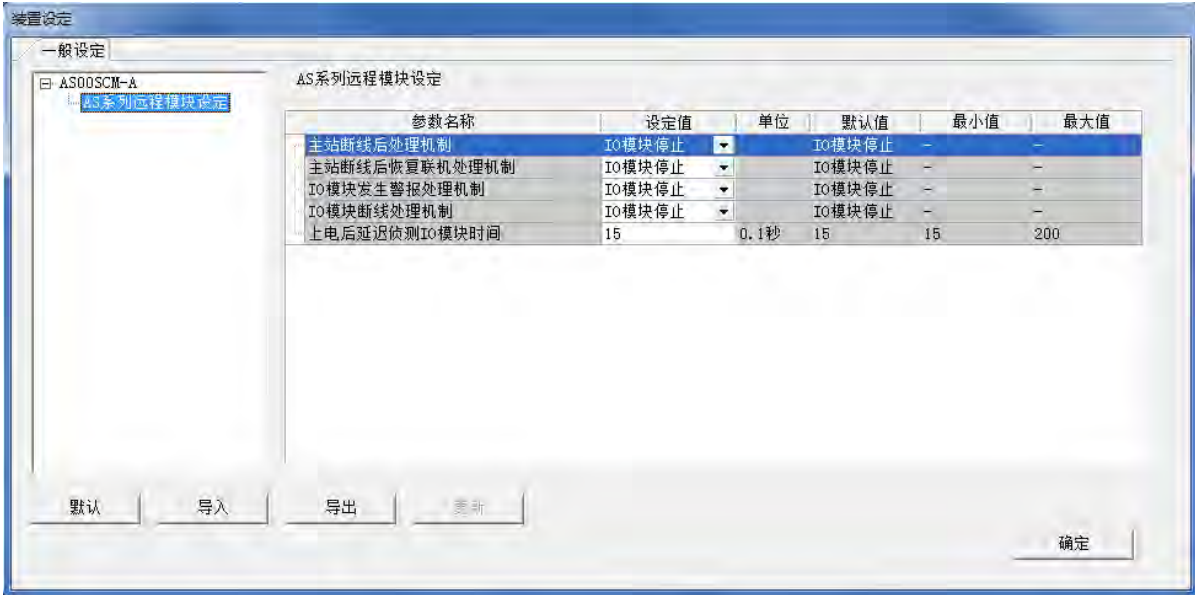 装置设定
一般设定
AS00SCM-A
AS系列远程模块设定
AS系列远程模块设定
参数名称 设定值 单位 默认值 最小值 最大值
主站断线后处理机制 IO模块停止 IO模块停止 - -
主站断线后恢复联机处理机制 IO模块停止 IO模块停止 - -
IO模块发生警报处理机制 IO模块停止 IO模块停止 - -
IO模块断线处理机制 IO模块停止 IO模块停止 - -
上电后延迟侦测IO模块时间 15 0.1秒 15 15 200
默认 导入 导出 更新
确定